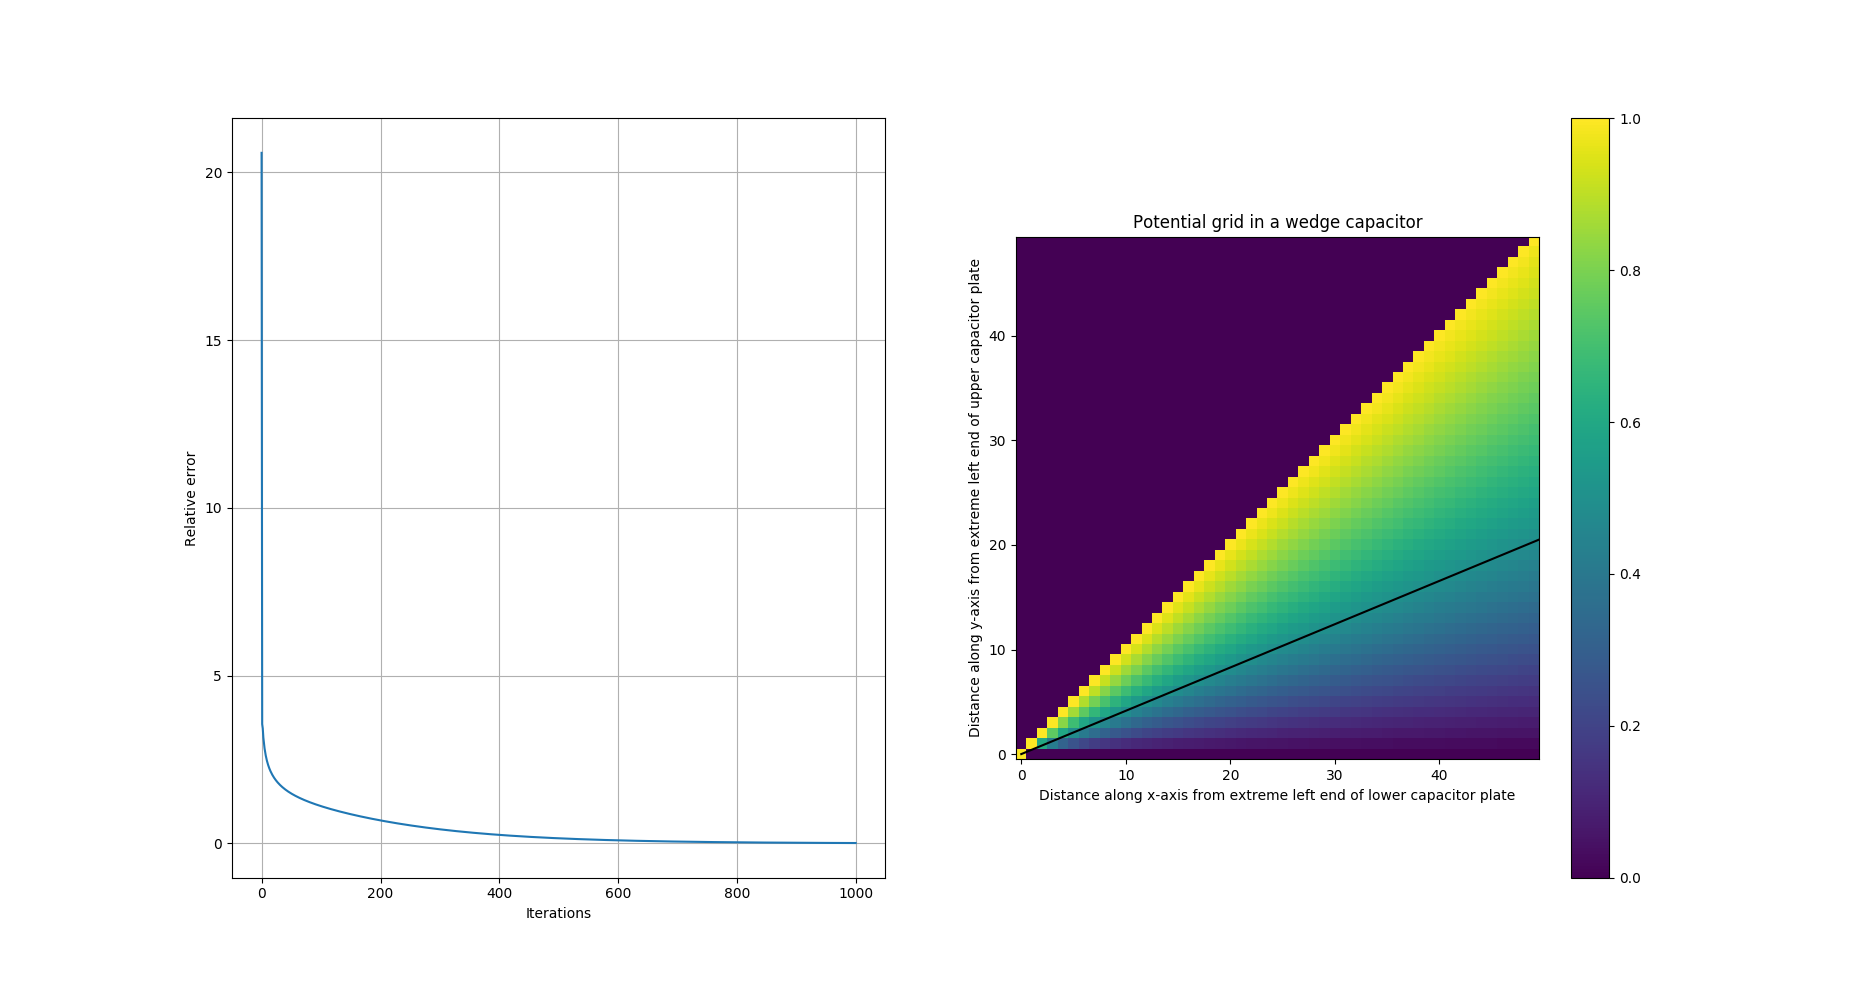 20
15
10
5
0
Relative error
0 200 400 600 800 1000
Iterations
Potential grid in a wedge capacitor
Distance along y-axis from extreme left end of upper capacitor plate
40
30
20
10
0
0 10 20 30 40
Distance along x-axis from extreme left end of lower capacitor plate
1.0
0.8
0.6
0.4
0.2
0.0